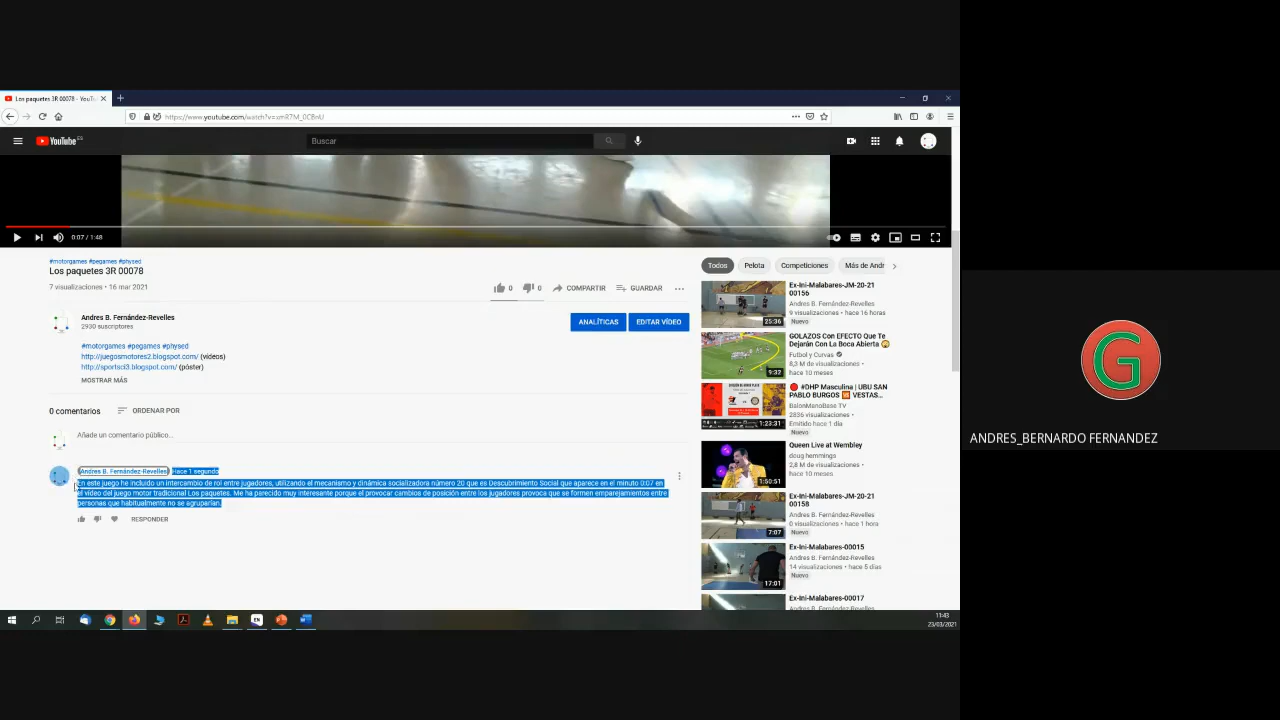 Los paquetes 3R 00078 - YouTu
https://www.youtube.com/watch?v=xmR7M_0CBnU
YouTube ES
Buscar
0:07 / 1:48
#motorgames #pegames #physed
Los paquetes 3R 00078
7 visualizaciones • 16 mar 2021
0
0
COMPARTIR
GUARDAR
Andres B. Fernández-Revelles
2930 suscriptores
ANALÍTICAS
EDITAR VÍDEO
#motorgames #pegames #physed
http://juegosmotores2.blogspot.com/ (vídeos)
http://sportsci3.blogspot.com/ (póster)
MOSTRAR MÁS
0 comentarios
ORDENAR POR
Añade un comentario público...
Andres B. Fernández-Revelles Hace 1 segundo
En este juego he incluido un intercambio de rol entre jugadores, utilizando el mecanismo y dinámica socializadora número 20 que es Descubrimiento Social que aparece en el minuto 0:07 en
el vídeo del juego motor tradicional Los paquetes. Me ha parecido muy interesante porque el provocar cambios de posición entre los jugadores provoca que se formen emparejamientos entre
personas que habitualmente no se agruparían.
RESPONDER
Todos
Pelota
Competiciones
Más de Andr
Ex-Ini-Malabares-JM-20-21
00156
Andres B. Fernández-Revelles
9 visualizaciones • hace 16 horas
Nuevo
25:36
GOLAZOS Con EFECTO Que Te
Dejarán Con La Boca Abierta
Futbol y Curvas
8,3 M de visualizaciones •
hace 10 meses
9:32
#DHP Masculina | UBU SAN
PABLO BURGOS VESTAS...
BalonManoBase TV
2836 visualizaciones •
Emitido hace 1 día
Nuevo
1:23:31
Queen Live at Wembley
doug hemmings
2,8 M de visualizaciones •
hace 10 meses
1:50:51
Ex-Ini-Malabares-JM-20-21
00158
Andres B. Fernández-Revelles
0 visualizaciones • hace 1 hora
Nuevo
7:07
Ex-Ini-Malabares-00015
Andres B. Fernández-Revelles
14 visualizaciones • hace 5 días
Nuevo
17:01
Ex-Ini-Malabares-00017
Andres B. Fernández-Revelles
EN
11:43
23/03/2021
G
ANDRES_BERNARDO FERNANDEZ